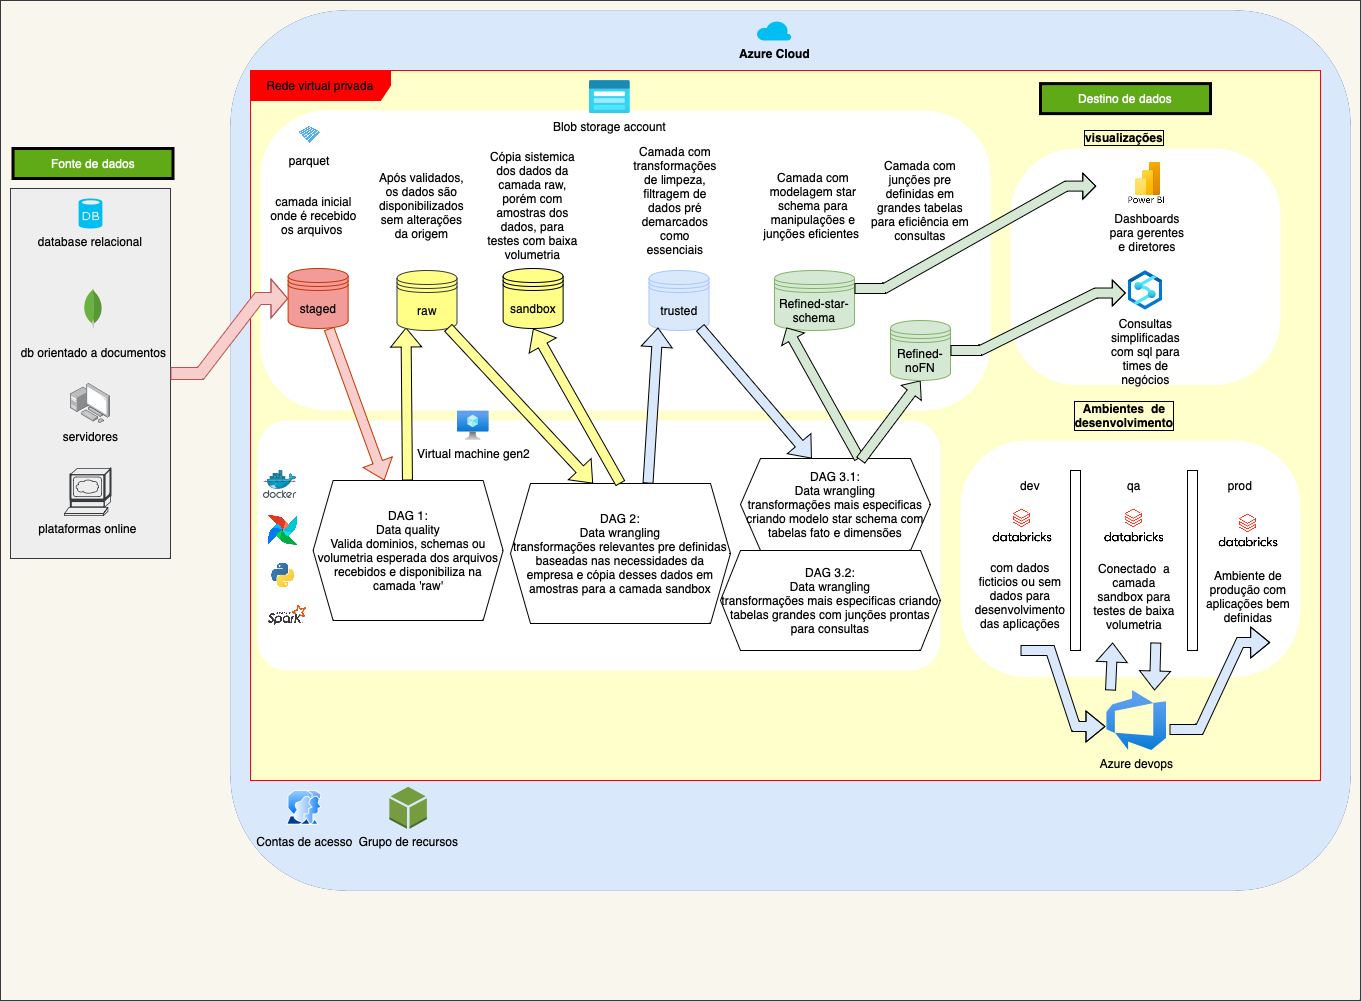 Azure Cloud
Rede virtual privada
Blob storage account
Destino de dados
visualizações
Fonte de dados
DB
database relacional
db orientado a documentos
servidores
plataformas online
parquet
camada inicial
onde é recebido
os arquivos
Após validados,
os dados são
disponibilizados
sem alterações
da origem
Cópia sistemica
dos dados da
camada raw,
porém com
amostras dos
dados, para
testes com baixa
volumetria
Camada com
transformações
de limpeza,
filtragem de
dados pré
demarcados
como
essenciais
Camada com
modelagem star
schema para
manipulações e
junções eficientes
Camada com
junções pre
definidas em
grandes tabelas
para eficiência em
consultas
staged
raw
sandbox
trusted
Refined-star-
schema
Refined-
noFN
Power BI
Dashboards
para gerentes
e diretores
Consultas
simplificadas
com sql para
times de
negócios
Virtual machine gen2
docker
Spark
DAG 1:
Data quality
Valida dominios, schemas ou
volumetria esperada dos arquivos
recebidos e disponibiliza na
camada 'raw'
DAG 2:
Data wrangling
transformações relevantes pre definidas
baseadas nas necessidades da
empresa e cópia desses dados em
amostras para a camada sandbox
DAG 3.1:
Data wrangling
transformações mais especificas
criando modelo star schema com
tabelas fato e dimensões
DAG 3.2:
Data wrangling
transformações mais especificas criando
tabelas grandes com junções prontas
para consultas
Ambientes de
desenvolvimento
dev
databricks
com dados
ficticios ou sem
dados para
desenvolvimento
das aplicações
qa
databricks
Conectado a
camada
sandbox para
testes de baixa
volumetria
prod
databricks
Ambiente de
produção com
aplicações bem
definidas
Azure devops
Contas de acesso
Grupo de recursos